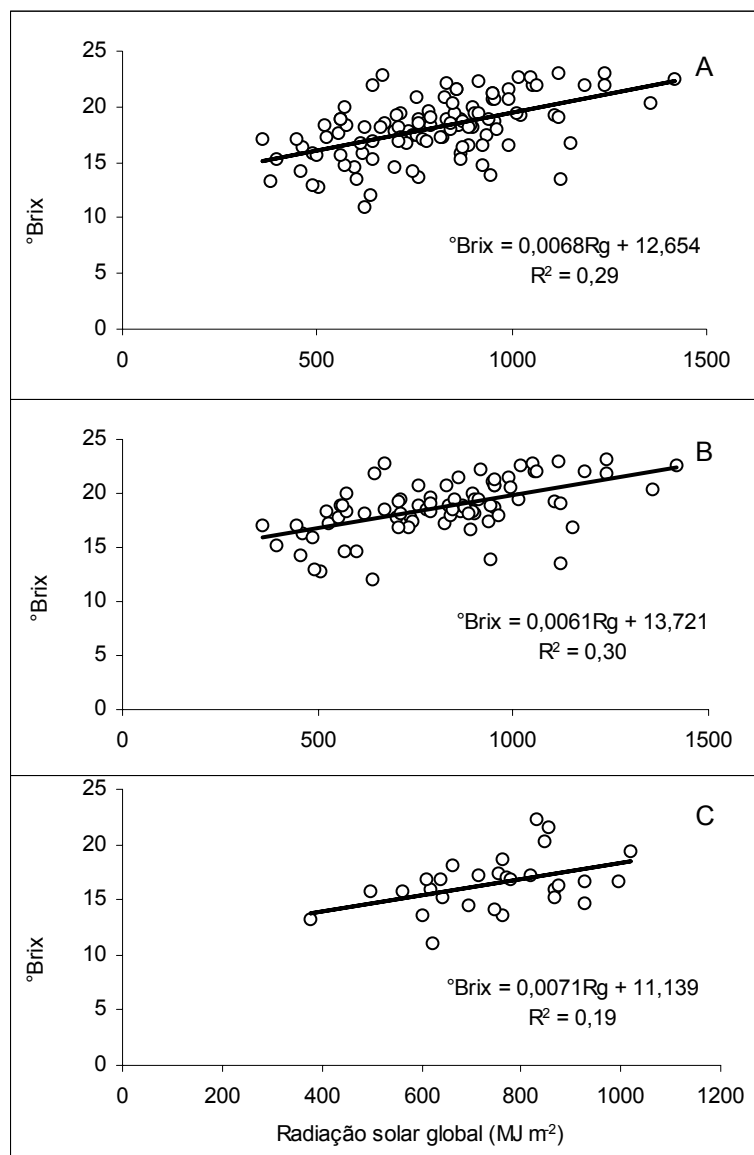 A
25
20
15
10
5
0
°Brix
°Brix = 0,0068Rg + 12,654
R² = 0,29
0 500 1000 1500
B
25
20
15
10
5
0
°Brix
°Brix = 0,0061Rg + 13,721
R² = 0,30
0 500 1000 1500
C
25
20
15
10
5
0
°Brix
°Brix = 0,0071Rg + 11,139
R² = 0,19
0 200 400 600 800 1000 1200
Radiação solar global (MJ m⁻²)